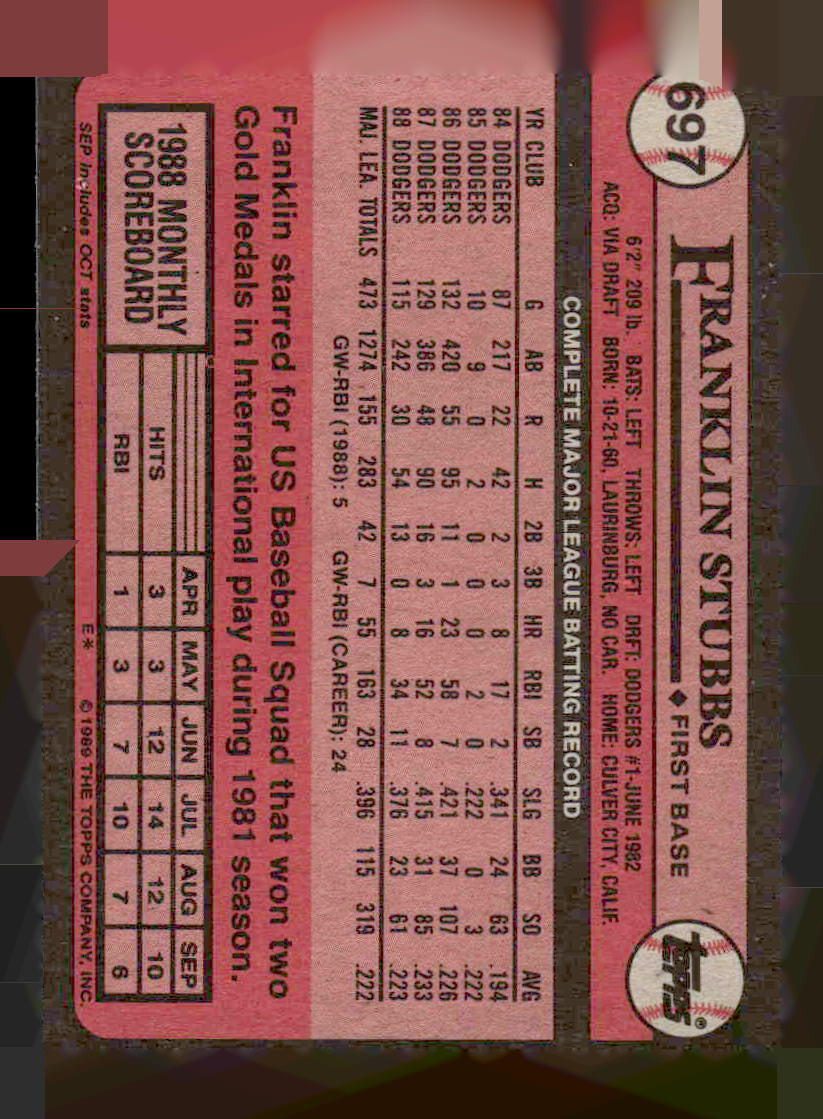 697
FRANKLIN STUBBS ♦ FIRST BASE
TOPPS®
6'2" 209 lb. BATS: LEFT THROWS: LEFT DRFT: DODGERS #1-JUNE 1982
ACQ: VIA DRAFT BORN: 10-21-60, LAURINBURG, NO CAR. HOME: CULVER CITY, CALIF.
COMPLETE MAJOR LEAGUE BATTING RECORD
YR CLUB G AB R H 2B 3B HR RBI SB SLG BB SO AVG
84 DODGERS 87 217 22 42 2 3 8 17 2 .341 24 63 .194
85 DODGERS 10 9 0 2 0 0 0 2 0 .222 0 3 .222
86 DODGERS 132 420 55 95 11 1 23 58 7 .421 37 107 .226
87 DODGERS 129 386 48 90 16 3 16 52 8 .415 31 85 .233
88 DODGERS 115 242 30 54 13 0 8 34 11 .376 23 61 .223
MAJ. LEA. TOTALS 473 1274 155 283 42 7 55 163 28 .396 115 319 .222
GW-RBI (1988): 5 GW-RBI (CAREER): 24
Franklin starred for US Baseball Squad that won two
Gold Medals in International play during 1981 season.
1988 MONTHLY
SCOREBOARD
APR MAY JUN JUL AUG SEP
HITS 3 3 12 14 12 10
RBI 1 3 7 10 7 6
SEP includes OCT stats E* © 1989 THE TOPPS COMPANY, INC.